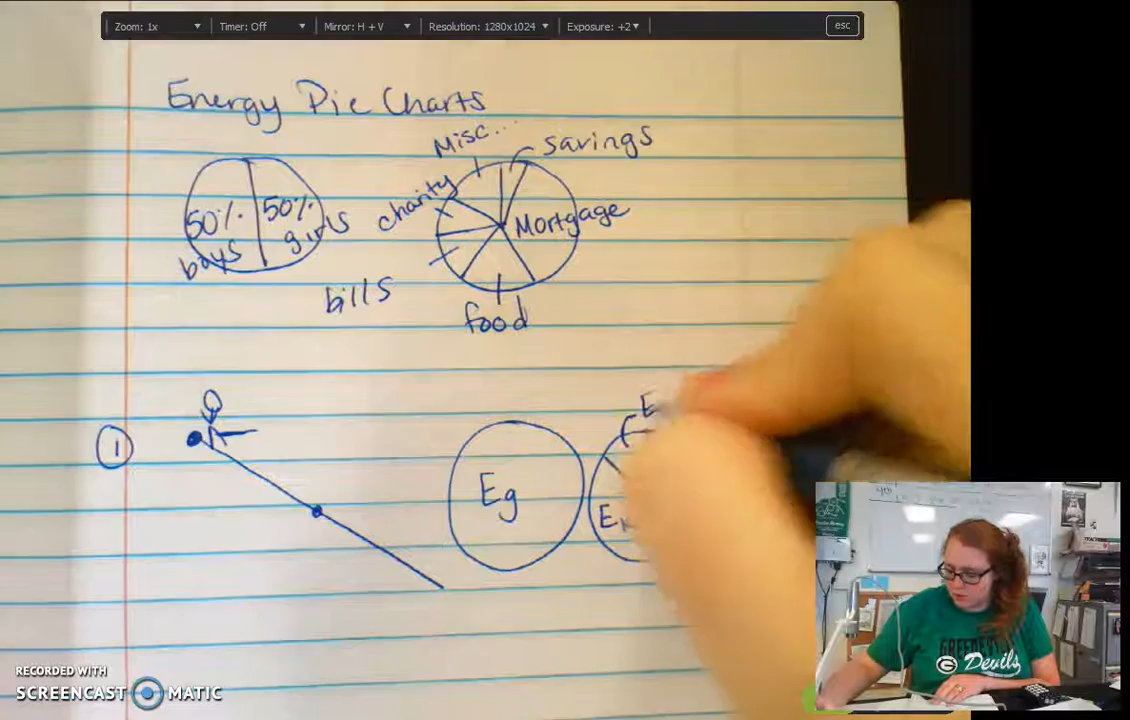 Zoom: 1x Timer: Off Mirror: H + V Resolution: 1280x1024 Exposure: +2 esc
Energy Pie Charts
Misc...
savings
charity
50% 50%
boys girls
Mortgage
bills
food
1
E
Eg
E
RECORDED WITH
SCREENCAST MATIC
GREENEVI
G Devils